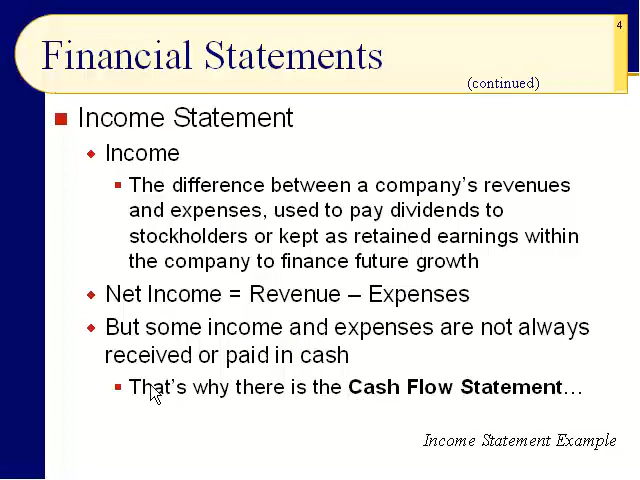 4
Financial Statements
(continued)
Income Statement
Income
The difference between a company's revenues
and expenses, used to pay dividends to
stockholders or kept as retained earnings within
the company to finance future growth
Net Income = Revenue – Expenses
But some income and expenses are not always
received or paid in cash
That's why there is the Cash Flow Statement…
Income Statement Example